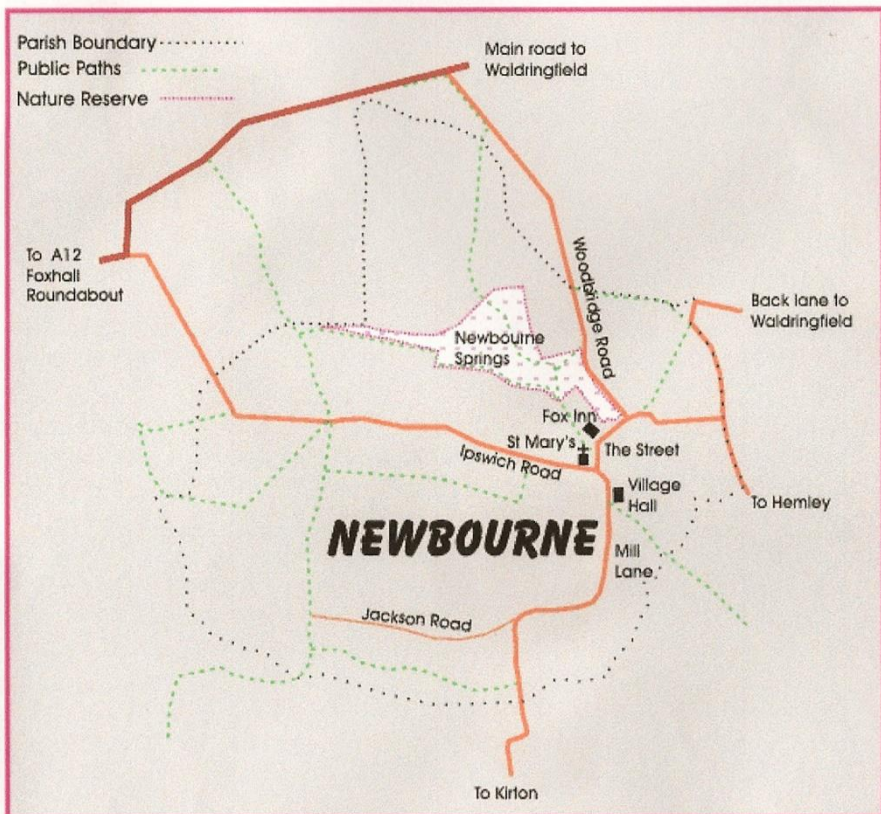 Parish Boundary
Public Paths
Nature Reserve
Main road to
Waldringfield
To A12
Foxhall
Roundabout
Woodbridge Road
Back lane to
Waldringfield
Newbourne
Springs
Fox Inn
St Mary's
The Street
Ipswich Road
Village
Hall
To Hemley
NEWBOURNE
Mill
Lane
Jackson Road
To Kirton